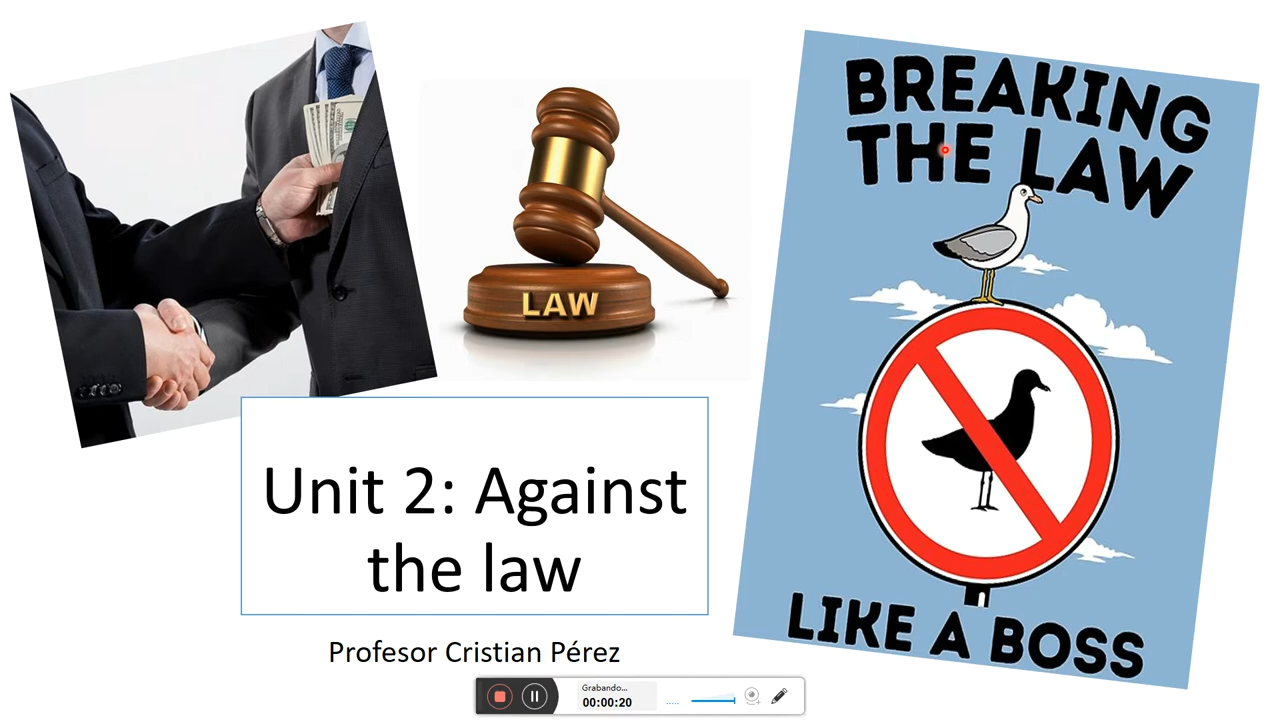 BREAKING
THE LAW
LAW
Unit 2: Against
the law
LIKE A BOSS
Profesor Cristian Pérez
Grabando...
00:00:20